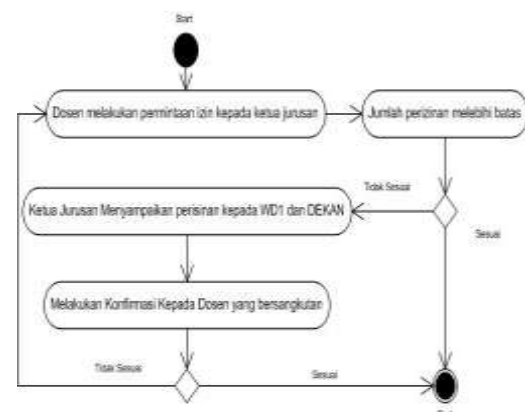 Start
Dosen melakukan permintaan izin kepada ketua jurusan
Jumlah perizinan melebihi batas
Tidak Sesuai
Ketua Jurusan Menyampaikan perisinan kepada WD1 dan DEKAN
Sesuai
Melakukan Konfirmasi Kepada Dosen yang bersangkutan
Tidak Sesuai
Sesuai